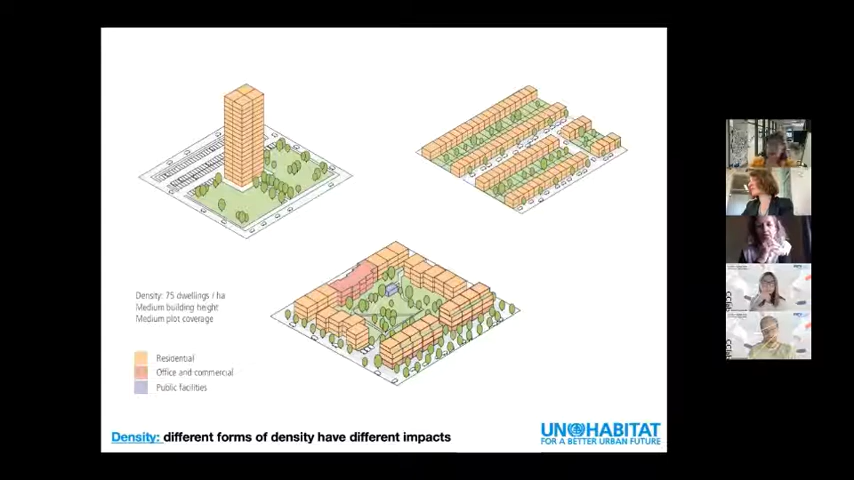 Density: 75 dwellings / ha
Medium building height
Medium plot coverage
Residential
Office and commercial
Public facilities
Density: different forms of density have different impacts
UN HABITAT
FOR A BETTER URBAN FUTURE